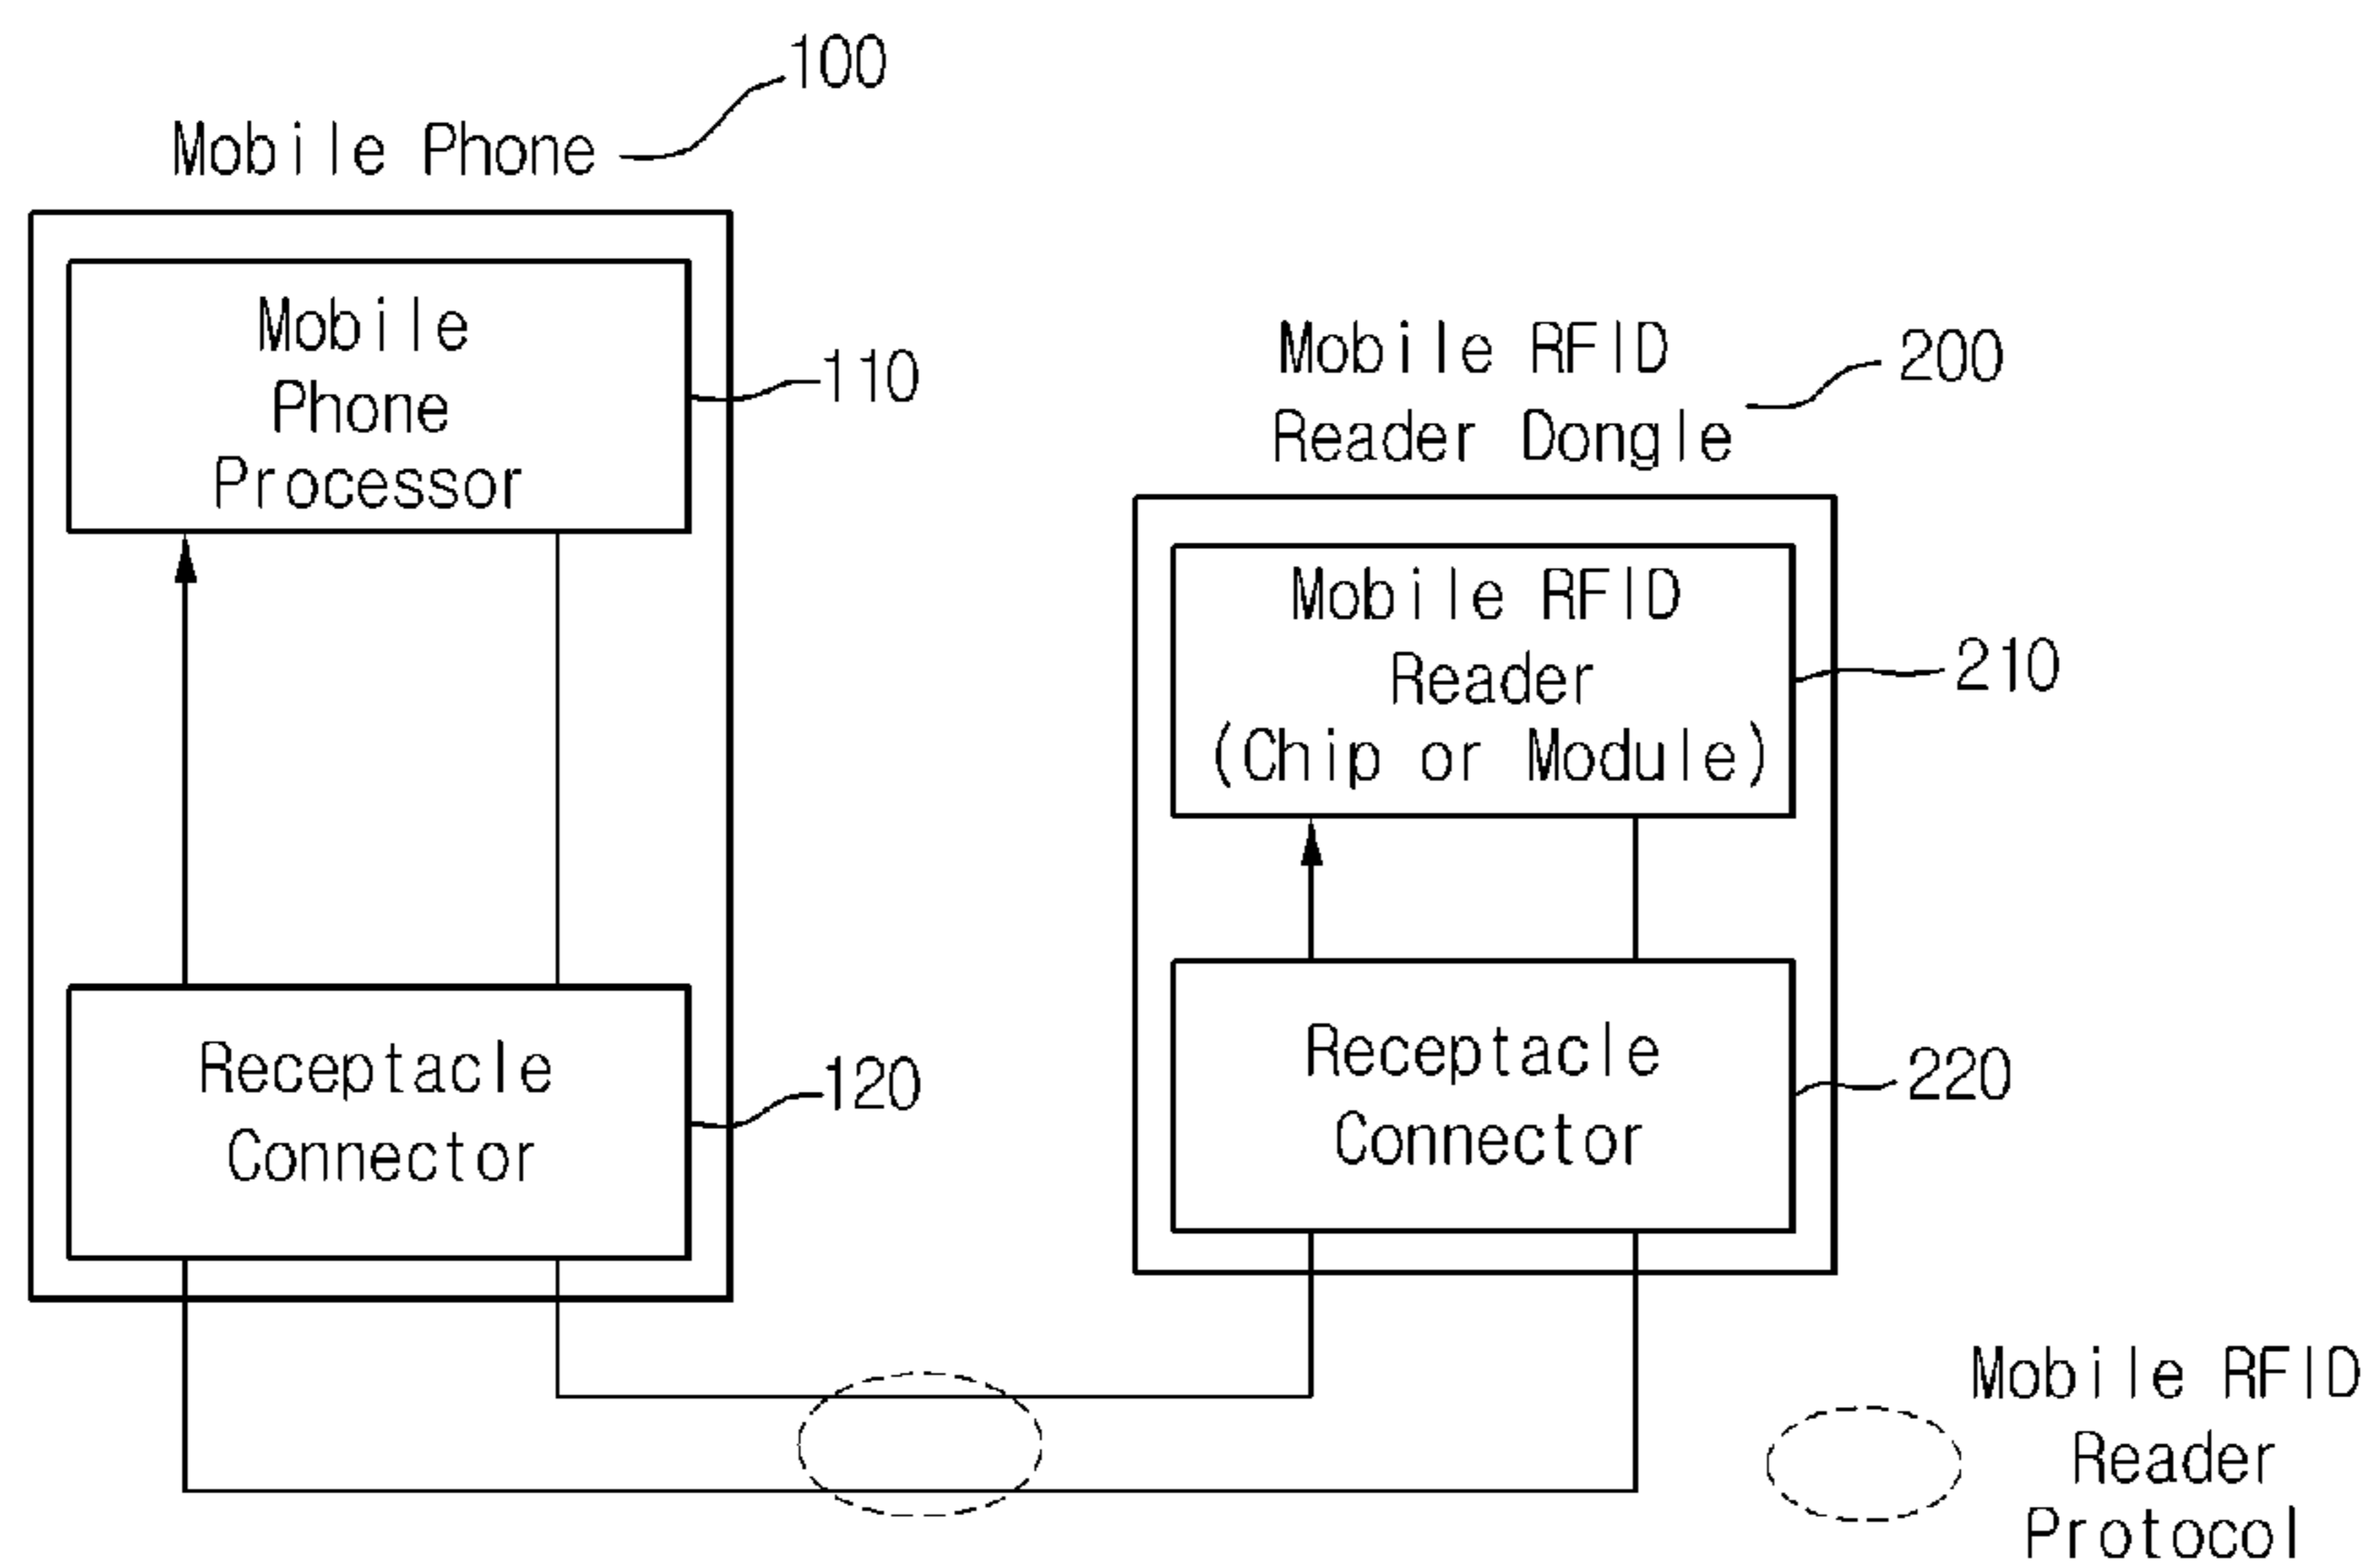 100
Mobile Phone
Mobile
Phone
Processor
110
Receptacle
Connector
120
Mobile RFID
Reader Dongle
200
Mobile RFID
Reader
(Chip or Module)
210
Receptacle
Connector
220
Mobile RFID
Reader
Protocol